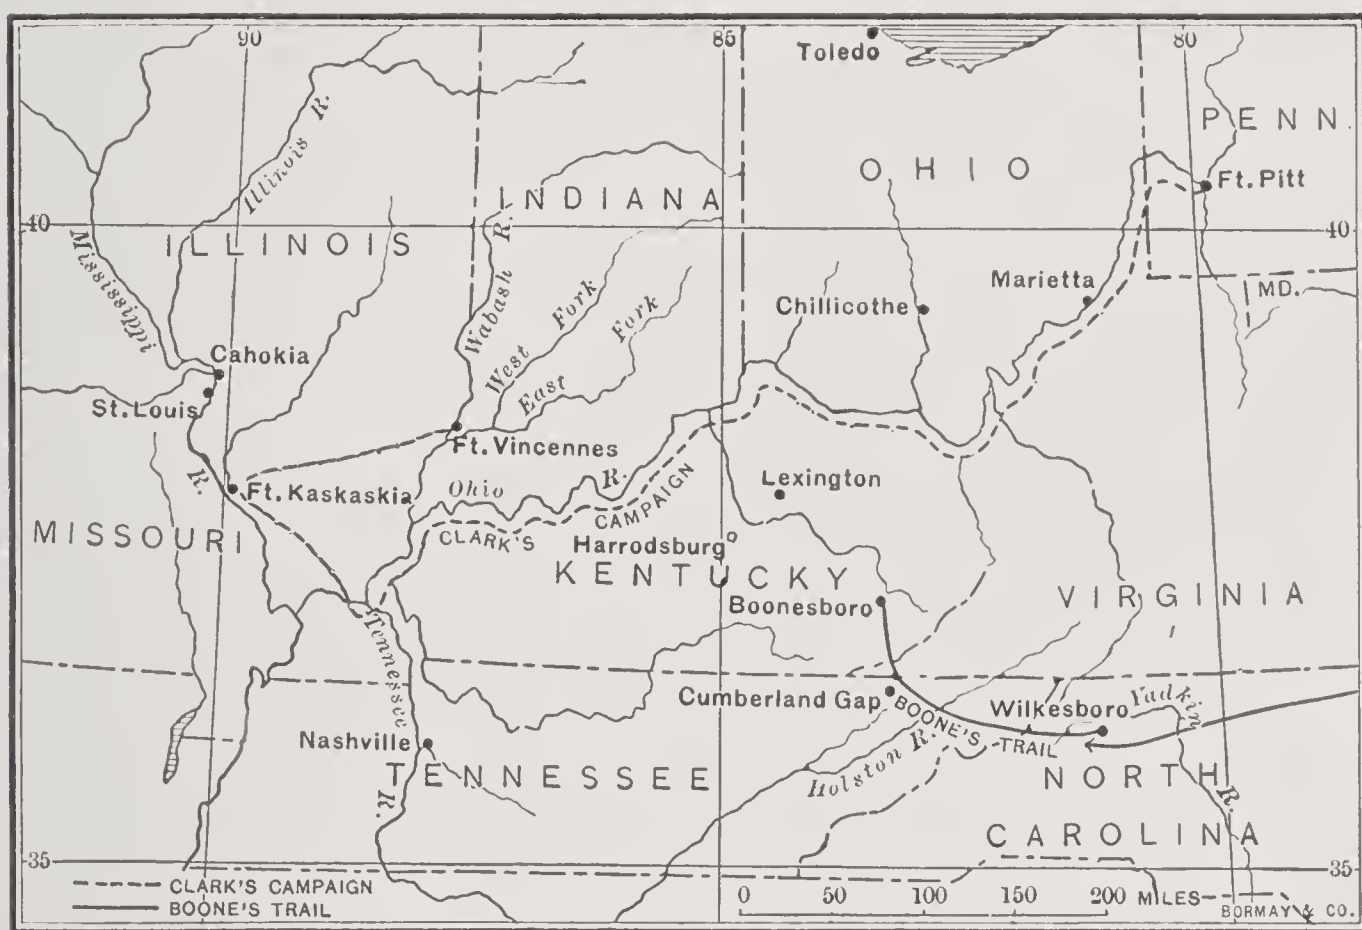 90
85
80
Toledo
PENN.
OHIO
Illinois R.
Ft. Pitt
INDIANA
40
ILLINOIS
40
Mississippi R.
Wabash R.
West Fork
East Fork
Marietta
MD.
Chillicothe
Cahokia
St. Louis
Ft. Vincennes
Lexington
Ft. Kaskaskia
Ohio R.
CLARK'S CAMPAIGN
MISSOURI
Harrodsburg
KENTUCKY
Boonesboro
VIRGINIA
Tennessee R.
Cumberland Gap
Wilkesboro
Yadkin R.
BOONE'S TRAIL
Nashville
Holston R.
TENNESSEE
NORTH
CAROLINA
35
35
CLARK'S CAMPAIGN
BOONE'S TRAIL
0 50 100 150 200 MILES
BORMAY & CO.